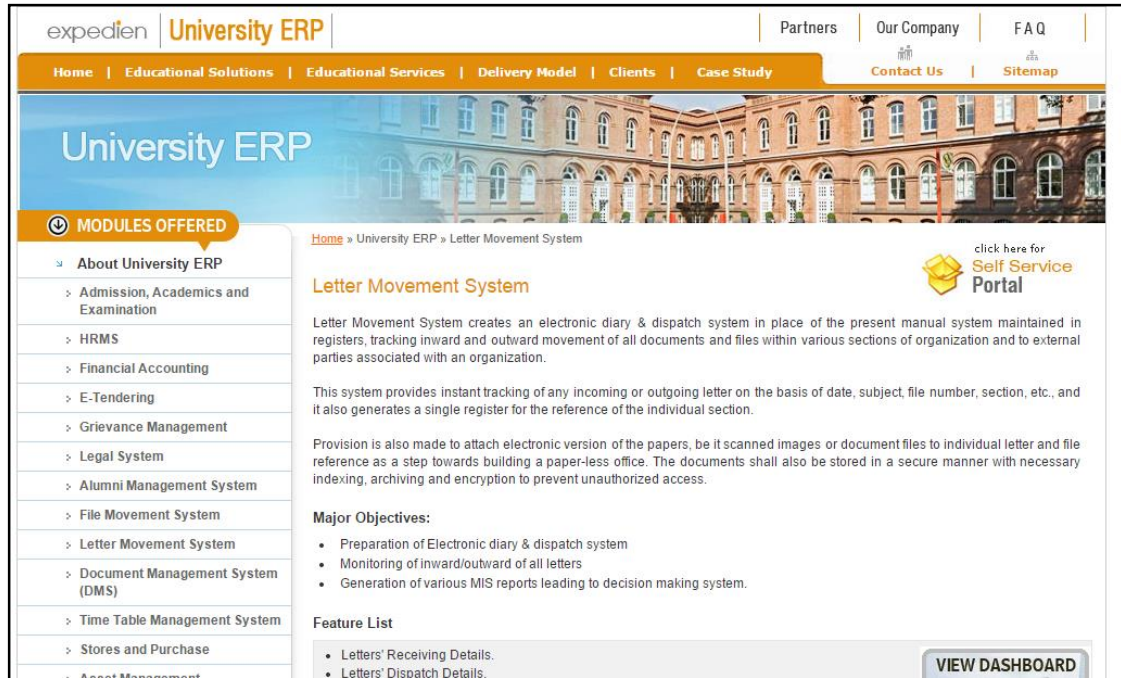 expedien University ERP
Partners Our Company F A Q
Home | Educational Solutions | Educational Services | Delivery Model | Clients | Case Study
Contact Us | Sitemap
University ERP
MODULES OFFERED
About University ERP
Admission, Academics and
Examination
HRMS
Financial Accounting
E-Tendering
Grievance Management
Legal System
Alumni Management System
File Movement System
Letter Movement System
Document Management System
(DMS)
Time Table Management System
Stores and Purchase
Asset Management
Home » University ERP » Letter Movement System
click here for
Self Service
Portal
Letter Movement System
Letter Movement System creates an electronic diary & dispatch system in place of the present manual system maintained in
registers, tracking inward and outward movement of all documents and files within various sections of organization and to external
parties associated with an organization.
This system provides instant tracking of any incoming or outgoing letter on the basis of date, subject, file number, section, etc., and
it also generates a single register for the reference of the individual section.
Provision is also made to attach electronic version of the papers, be it scanned images or document files to individual letter and file
reference as a step towards building a paper-less office. The documents shall also be stored in a secure manner with necessary
indexing, archiving and encryption to prevent unauthorized access.
Major Objectives:
• Preparation of Electronic diary & dispatch system
• Monitoring of inward/outward of all letters
• Generation of various MIS reports leading to decision making system.
Feature List
• Letters' Receiving Details.
• Letters' Dispatch Details.
VIEW DASHBOARD